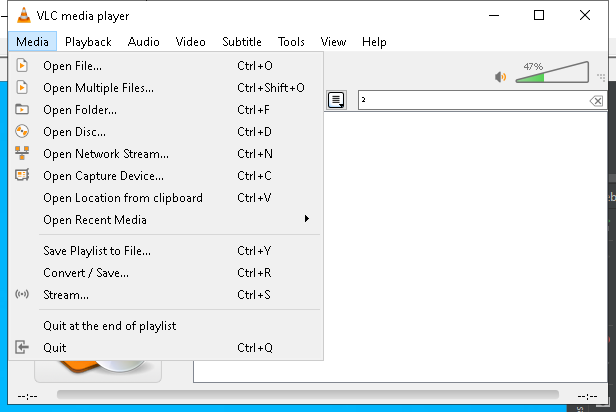 VLC media player
Media Playback Audio Video Subtitle Tools View Help
Open File... Ctrl+O
Open Multiple Files... Ctrl+Shift+O
Open Folder... Ctrl+F
Open Disc... Ctrl+D
Open Network Stream... Ctrl+N
Open Capture Device... Ctrl+C
Open Location from clipboard Ctrl+V
Open Recent Media
Save Playlist to File... Ctrl+Y
Convert / Save... Ctrl+R
Stream... Ctrl+S
Quit at the end of playlist
Quit Ctrl+Q
47%
²
--:-- --:--